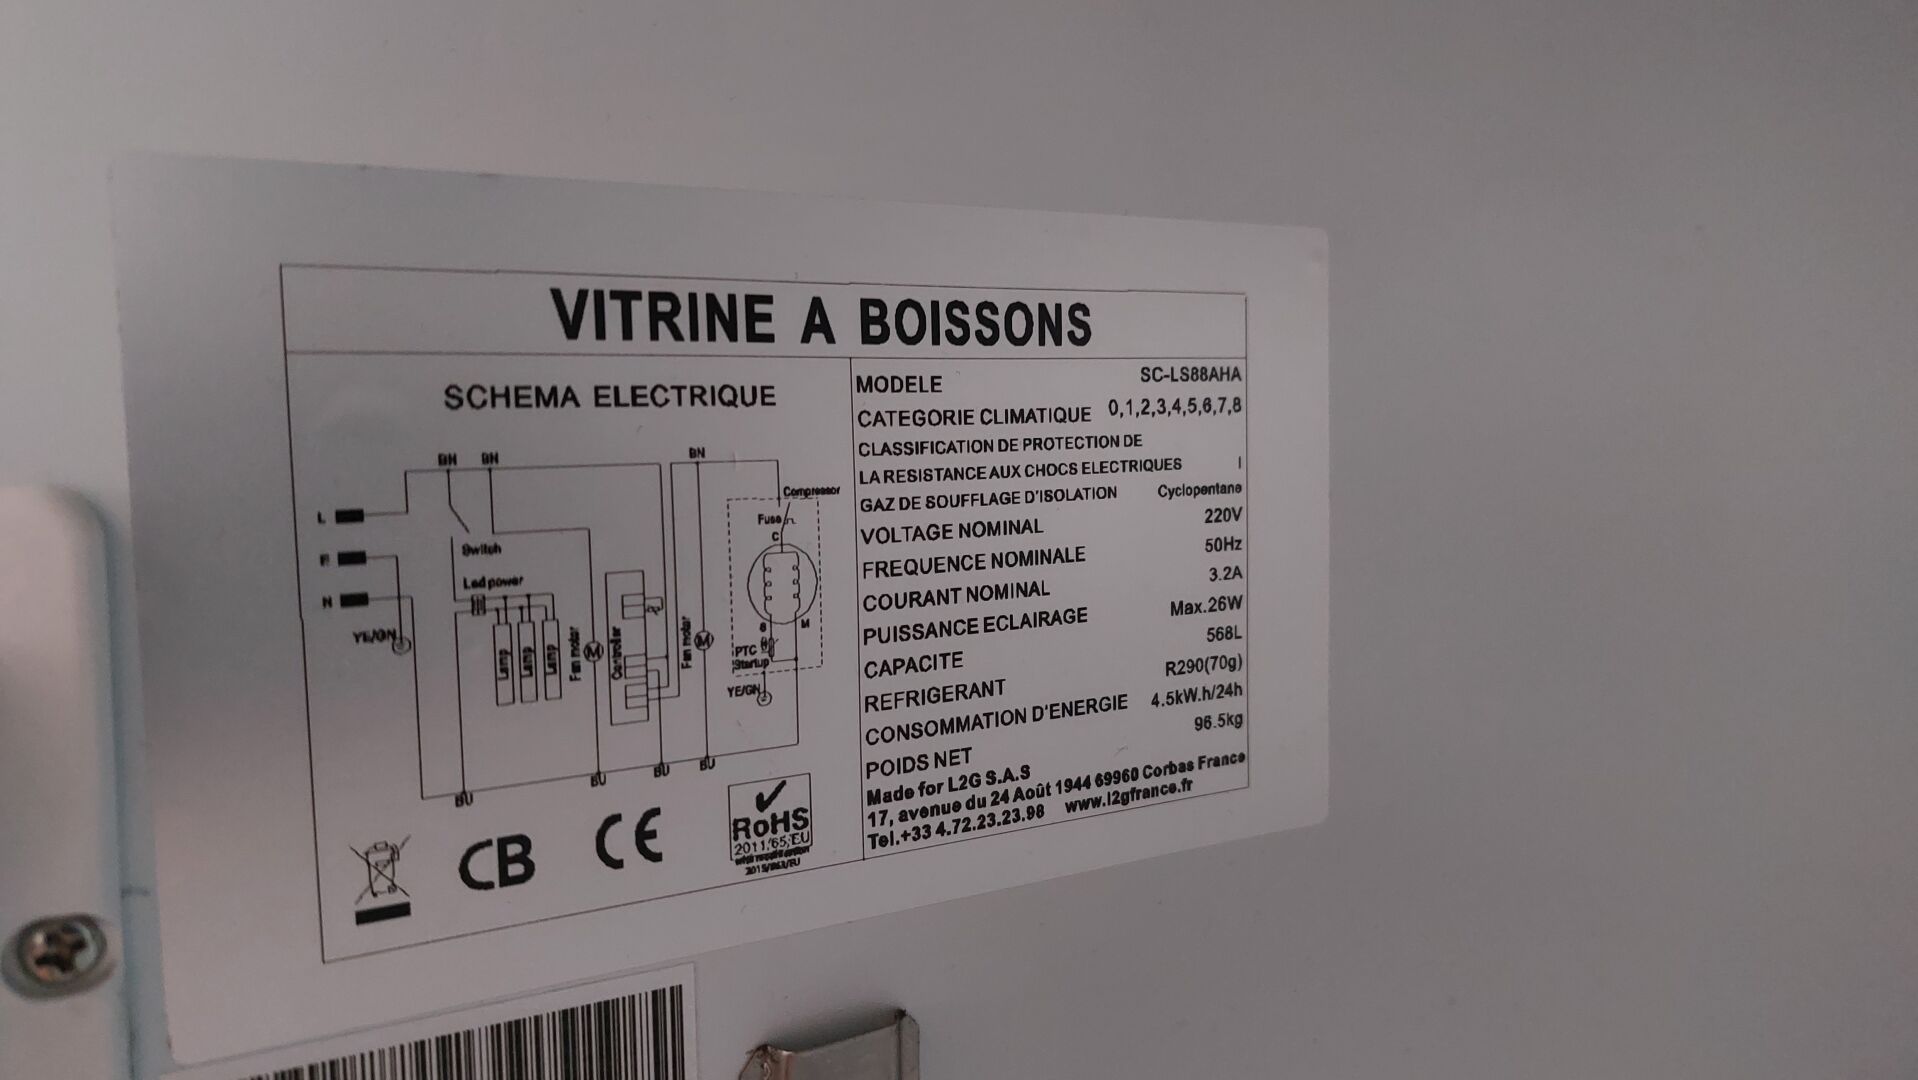 VITRINE A BOISSONS
SCHEMA ELECTRIQUE
BN BN BN
L
Compressor
Fuse
C
Switch
Led power
N
YE/GN
Lamp Lamp Lamp
Fan motor
M
Controller
Fan motor
M
S M
PTC
Startup
YE/GN
BU BU BU BU
CB CE
RoHS
2011/65/EU
MODELE SC-LS88AHA
CATEGORIE CLIMATIQUE 0,1,2,3,4,5,6,7,8
CLASSIFICATION DE PROTECTION DE
LA RESISTANCE AUX CHOCS ELECTRIQUES I
GAZ DE SOUFFLAGE D'ISOLATION Cyclopentane
VOLTAGE NOMINAL 220V
FREQUENCE NOMINALE 50Hz
COURANT NOMINAL 3.2A
PUISSANCE ECLAIRAGE Max.26W
CAPACITE 568L
REFRIGERANT R290(70g)
CONSOMMATION D'ENERGIE 4.5kW.h/24h
POIDS NET 96.5kg
Made for L2G S.A.S
17, avenue du 24 Août 1944 69960 Corbas France
Tel.+33 4.72.23.23.98 www.l2gfrance.fr